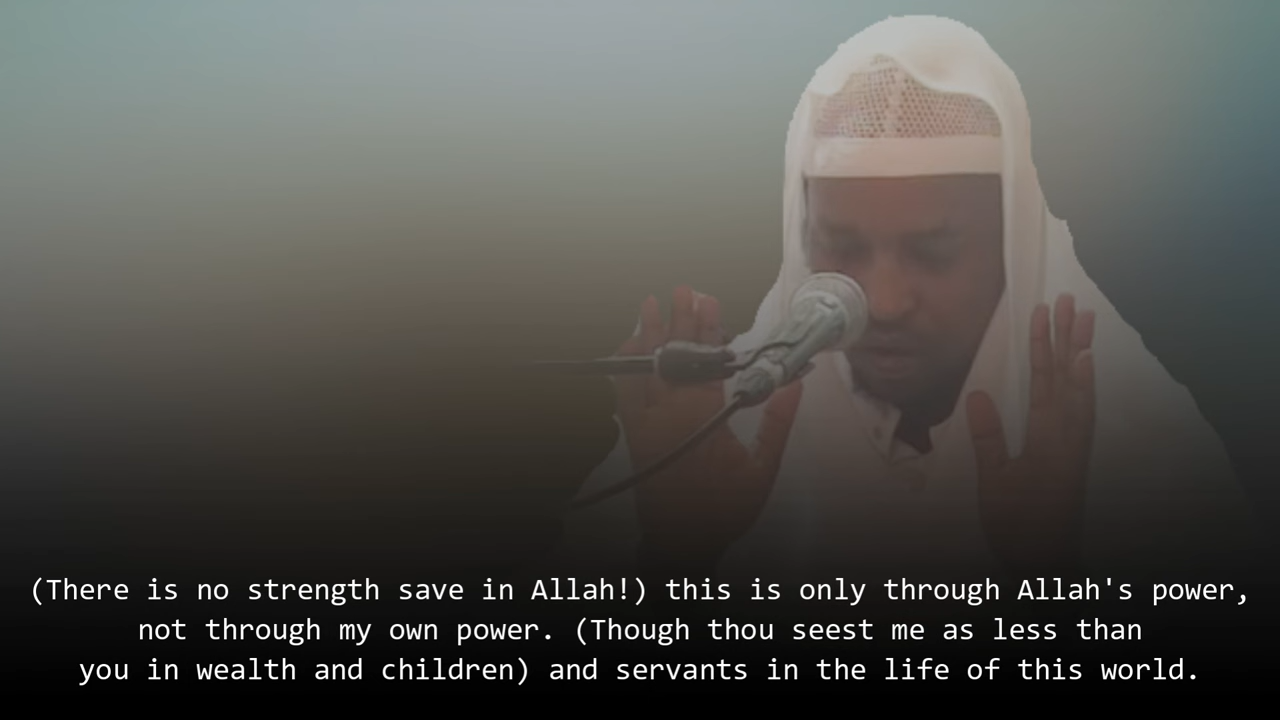 (There is no strength save in Allah!) this is only through Allah's power,
not through my own power. (Though thou seest me as less than
you in wealth and children) and servants in the life of this world.